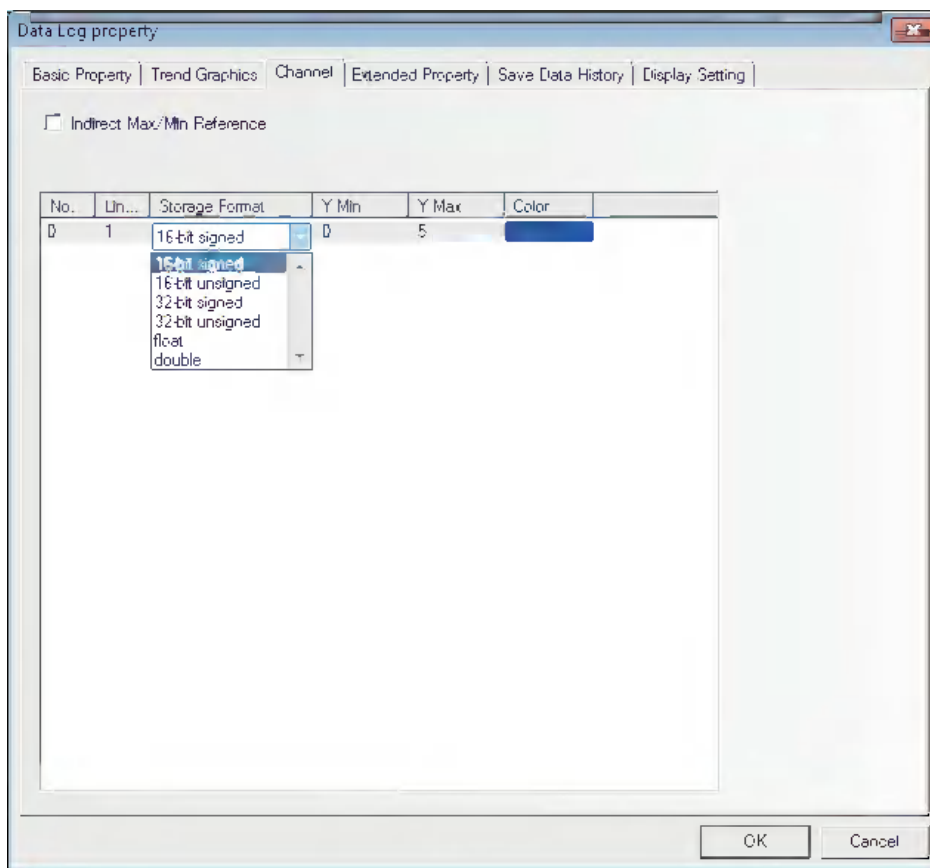 Data Log property
Basic Property Trend Graphics Channel Extended Property Save Data History Display Setting
Indirect Max/Min Reference
No. Lin... Storage Format Y Min Y Max Color
0 1 16-bit signed 0 5
16-bit signed
16-bit unsigned
32-bit signed
32-bit unsigned
float
double
OK Cancel